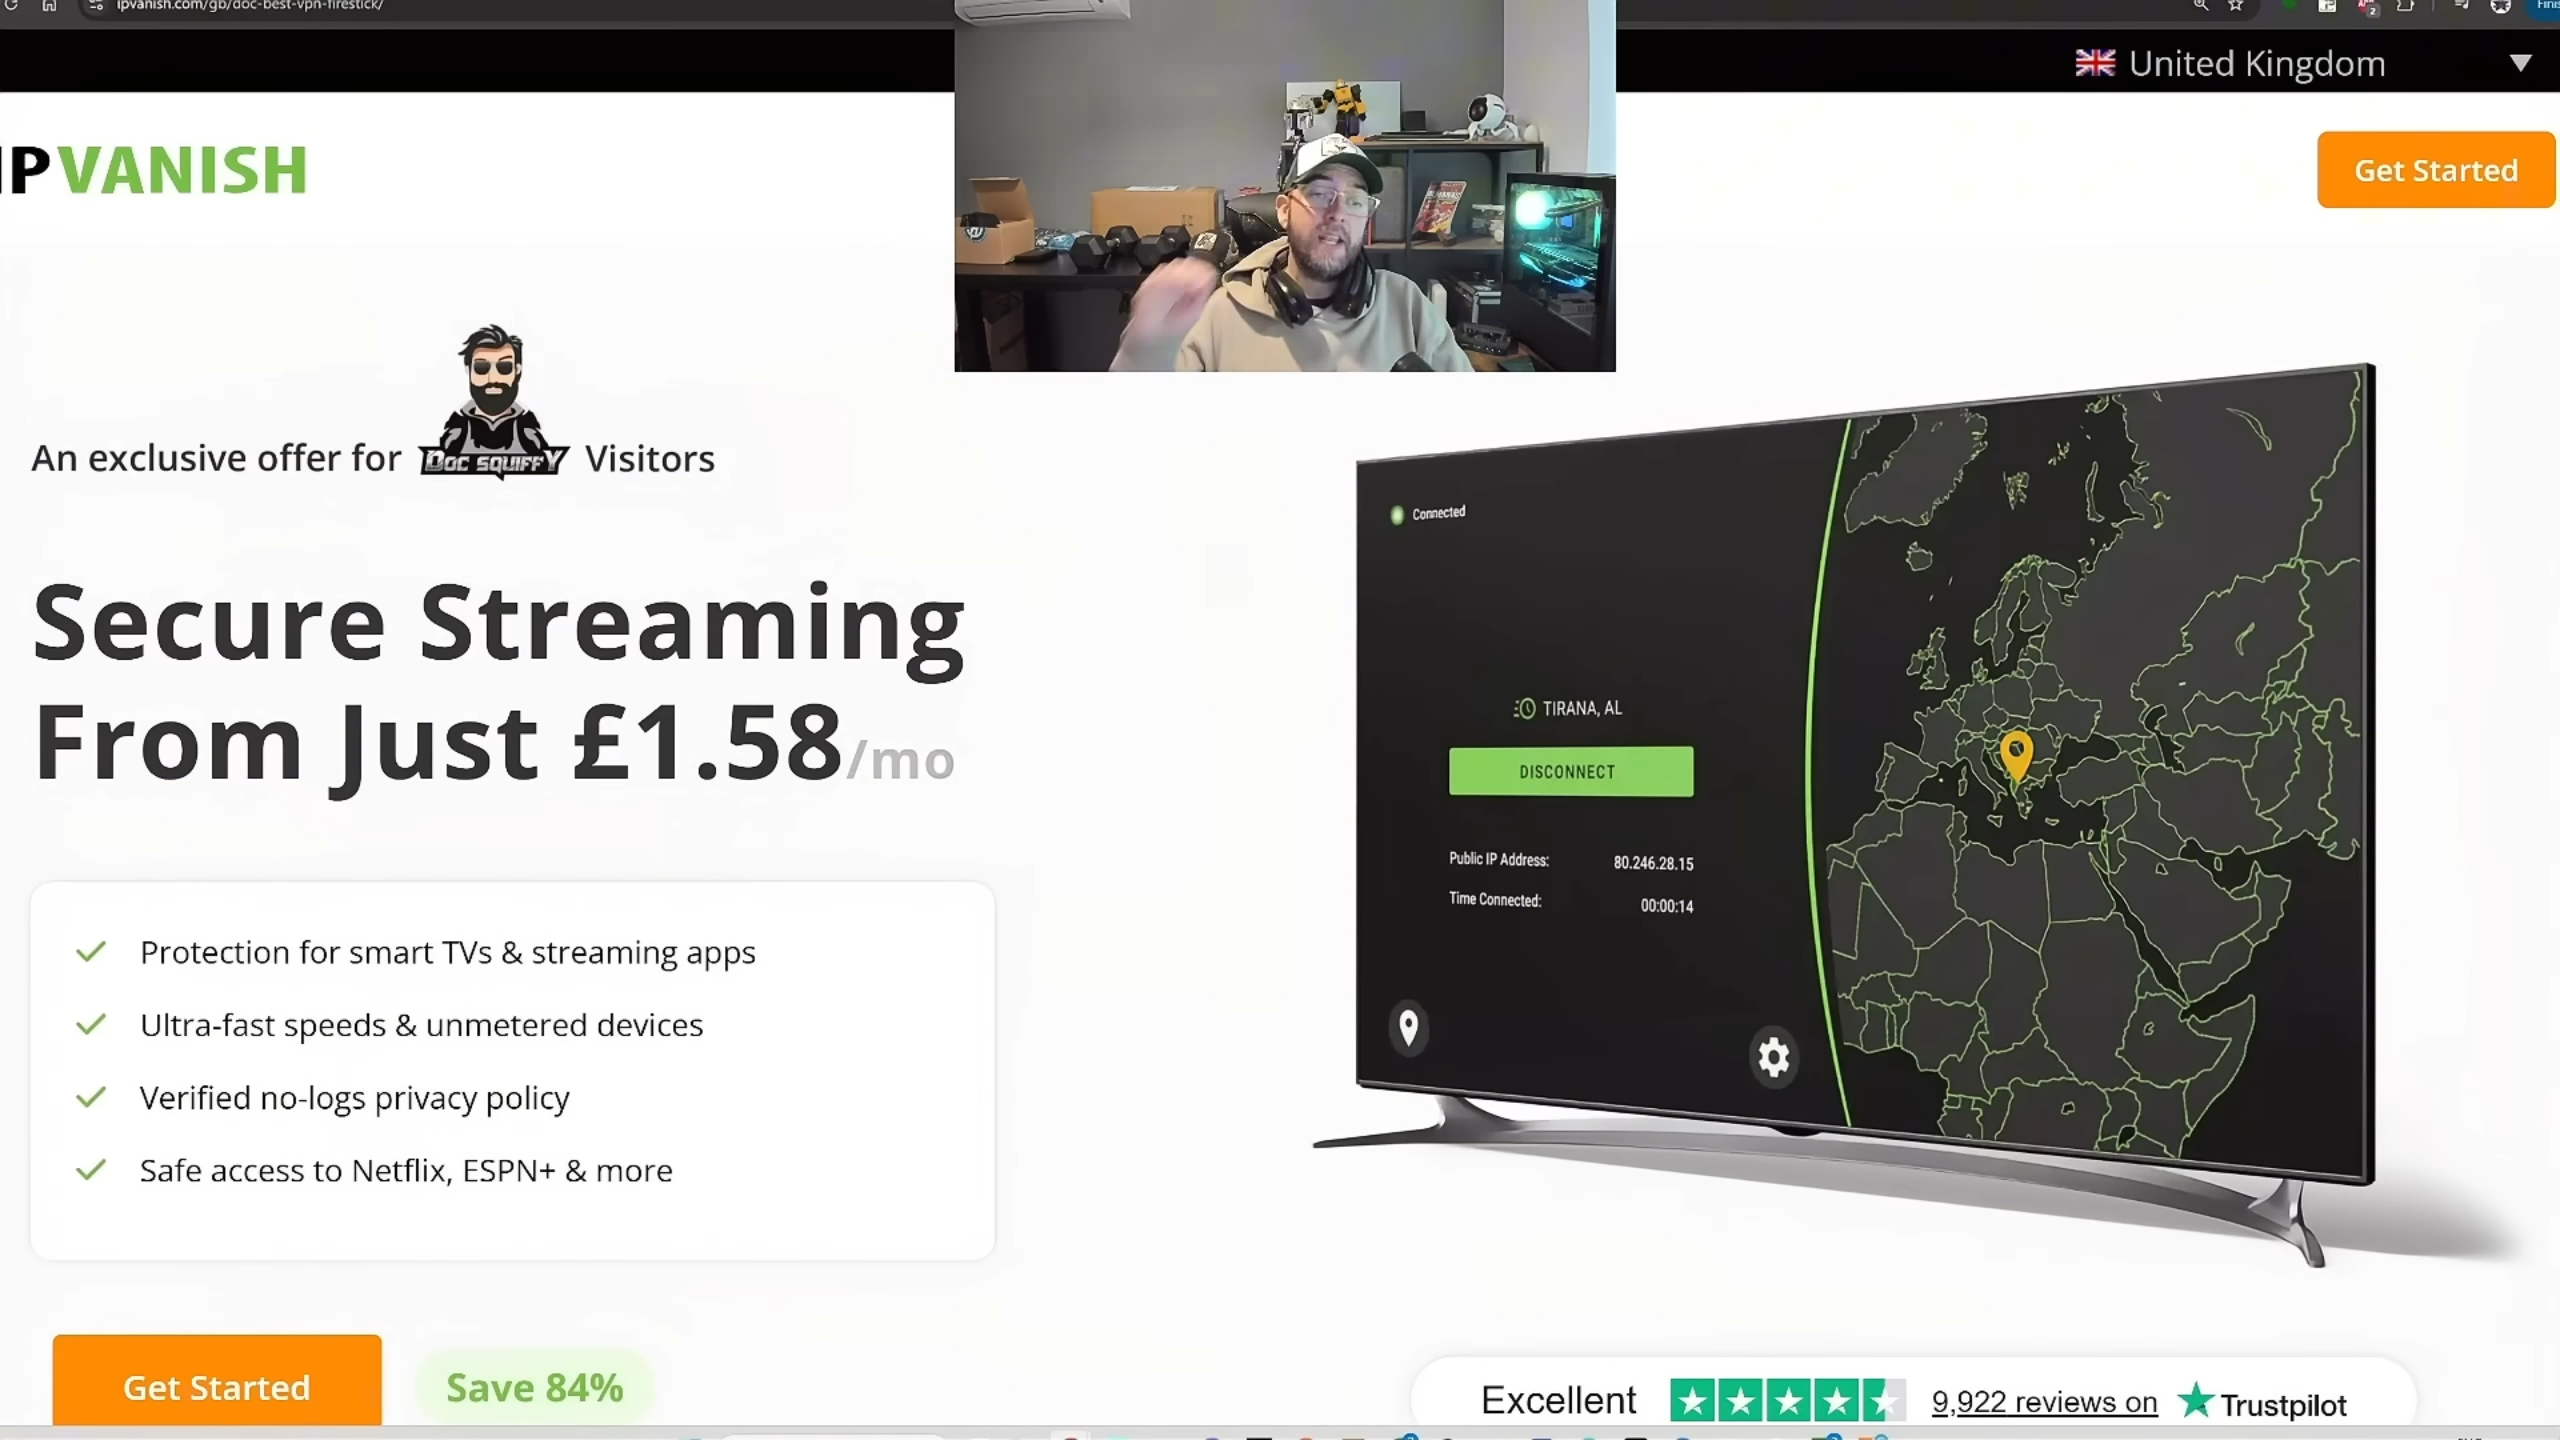 ipvanish.com/gb/doc-best-vpn-firestick/
United Kingdom
IPVANISH
Get Started
An exclusive offer for DOC SQUIFFY Visitors
Secure Streaming
From Just £1.58/mo
Protection for smart TVs & streaming apps
Ultra-fast speeds & unmetered devices
Verified no-logs privacy policy
Safe access to Netflix, ESPN+ & more
Get Started
Save 84%
Connected
TIRANA, AL
DISCONNECT
Public IP Address: 80.246.28.15
Time Connected: 00:00:14
Excellent
9,922 reviews on Trustpilot